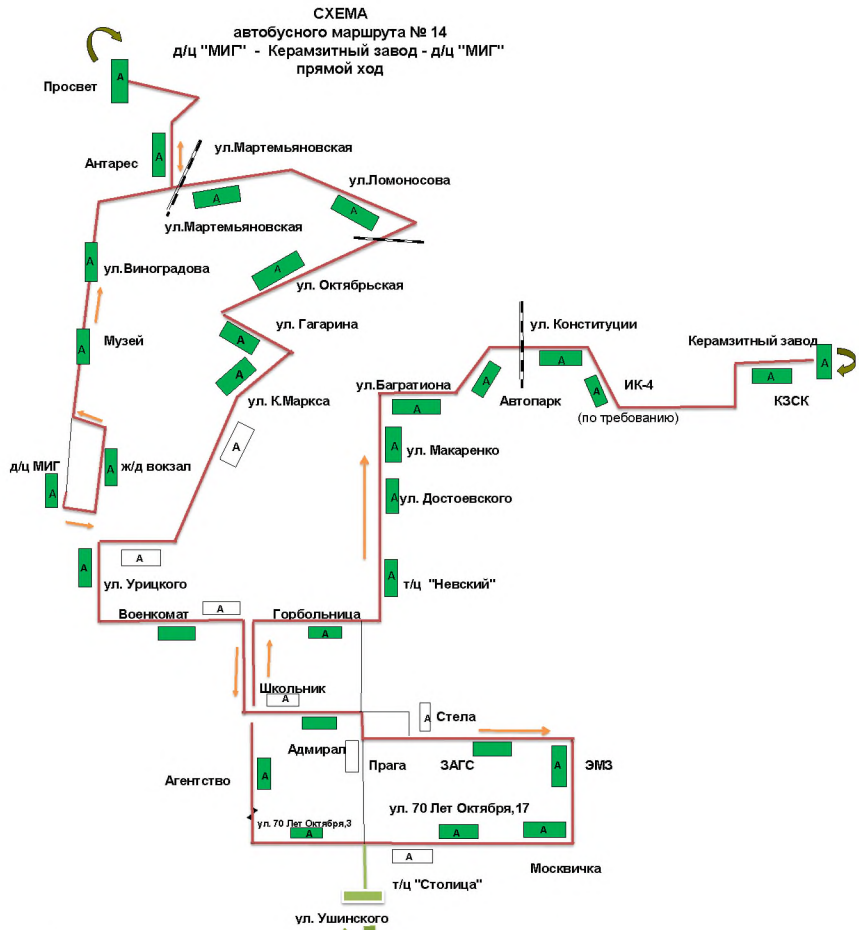 СХЕМА
автобусного маршрута № 14
д/ц "МИГ" - Керамзитный завод - д/ц "МИГ"
прямой ход
А
Просвет
А
Антарес
ул.Мартемьяновская
ул.Ломоносова
А
А
ул.Мартемьяновская
А
ул.Виноградова
А
ул. Октябрьская
Музей
А
ул. Гагарина
А
ул. Конституции
Керамзитный завод
А
А
ул. К.Маркса
ул.Багратиона
А
А
Автопарк
А
ИК-4
(по требованию)
А
КЗСК
А
А
ул. Макаренко
А
д/ц МИГ
А
ж/д вокзал
А
ул. Достоевского
А
А
ул. Урицкого
А
т/ц "Невский"
А
Военкомат
А
Горбольница
А
Школьник
А
Стела
А
Адмирал
Прага
ЗАГС
ЭМЗ
А
Агентство
А
ул. 70 Лет Октября,17
ул. 70 Лет Октября,3
А
А
А
Москвичка
А
т/ц "Столица"
ул. Ушинского